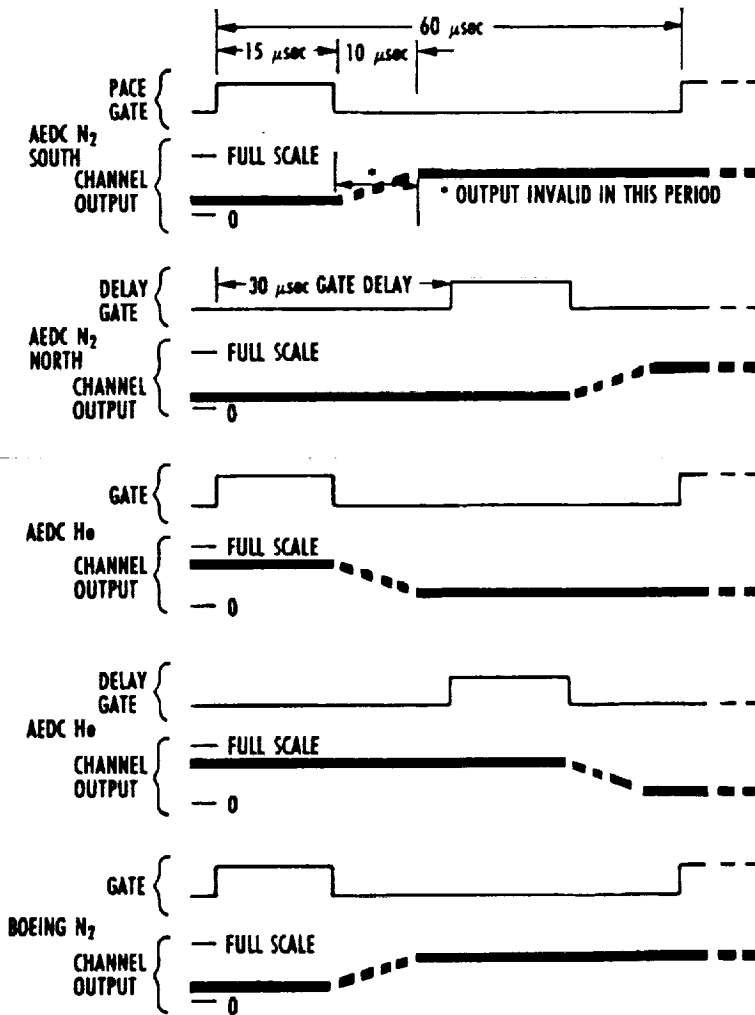 60 μsec
15 μsec 10 μsec
PACE
GATE
AEDC N2
SOUTH
FULL SCALE
CHANNEL
OUTPUT
*
* OUTPUT INVALID IN THIS PERIOD
0
DELAY
GATE
30 μsec GATE DELAY
AEDC N2
NORTH
FULL SCALE
CHANNEL
OUTPUT
0
GATE
AEDC He
FULL SCALE
CHANNEL
OUTPUT
0
DELAY
GATE
AEDC He
FULL SCALE
CHANNEL
OUTPUT
0
GATE
BOEING N2
FULL SCALE
CHANNEL
OUTPUT
0